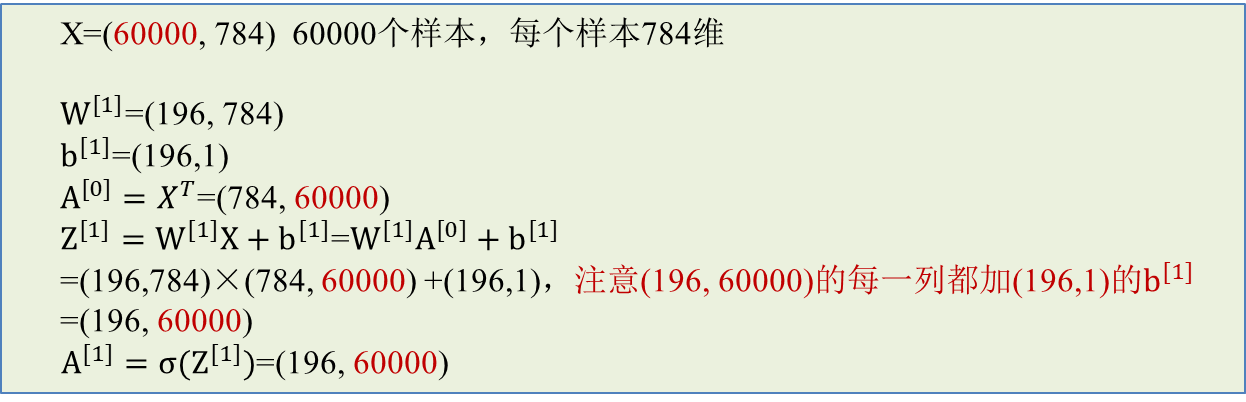 X=(60000, 784) 60000个样本，每个样本784维
W[1]=(196, 784)
b[1]=(196,1)
A[0] = Xᵀ=(784, 60000)
Z[1] = W[1]X + b[1]=W[1]A[0] + b[1]
=(196,784)×(784, 60000) +(196,1)，注意(196, 60000)的每一列都加(196,1)的b[1]
=(196, 60000)
A[1] = σ(Z[1])=(196, 60000)